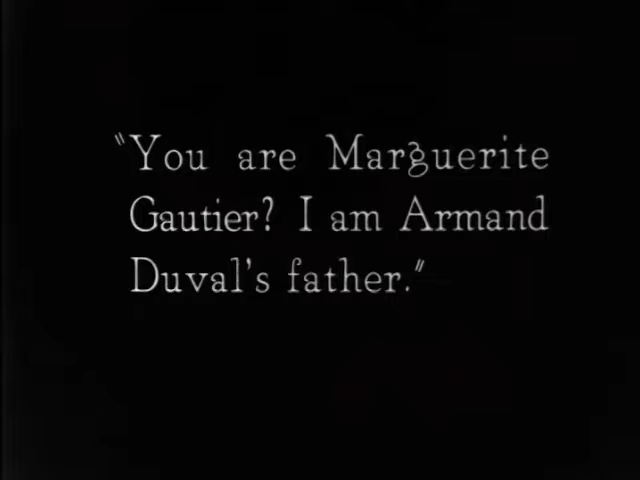 "You are Marguerite
Gautier? I am Armand
Duval's father."